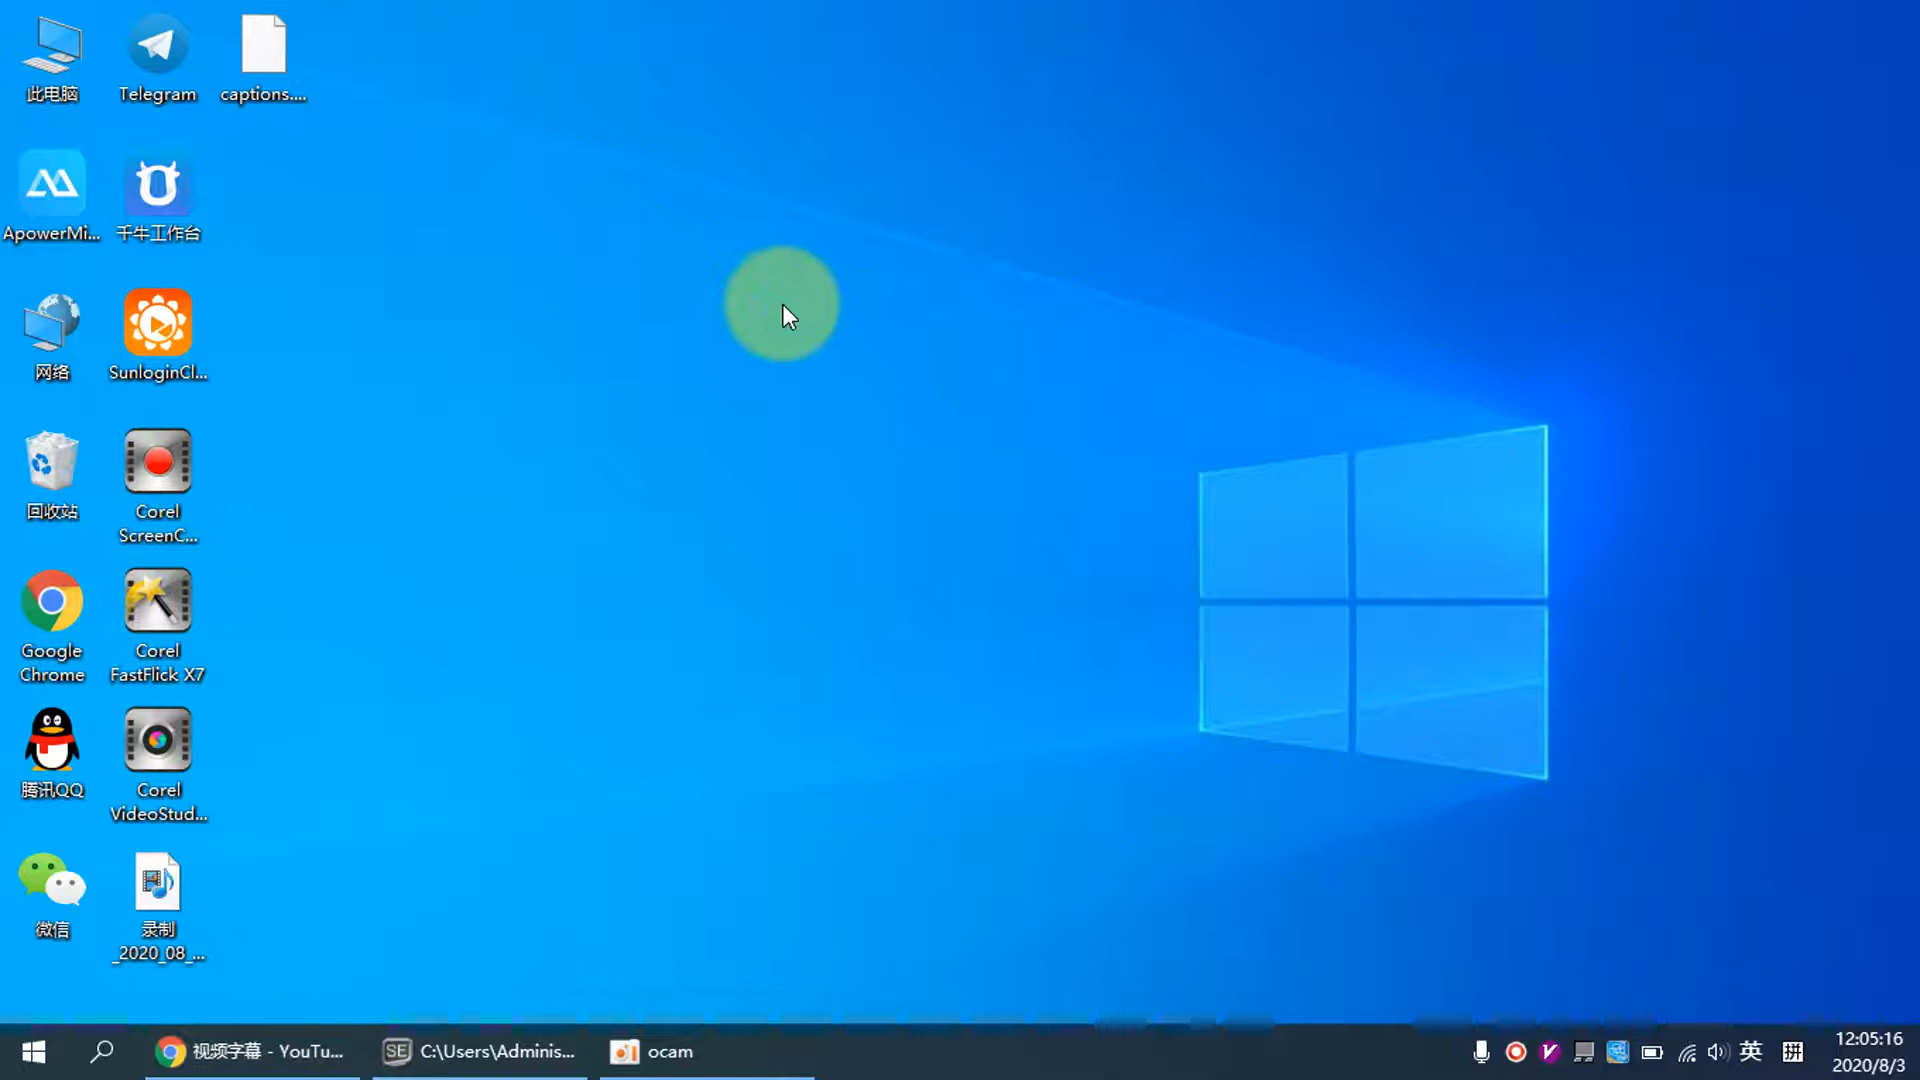 此电脑
Telegram
captions....
ApowerMi...
千牛工作台
网络
SunloginCl...
回收站
Corel
ScreenC...
Google
Chrome
Corel
FastFlick X7
腾讯QQ
Corel
VideoStud...
微信
录制
_2020_08_...
视频字幕 - YouTu...
SE
C:\Users\Adminis...
ocam
英
拼
12:05:16
2020/8/3